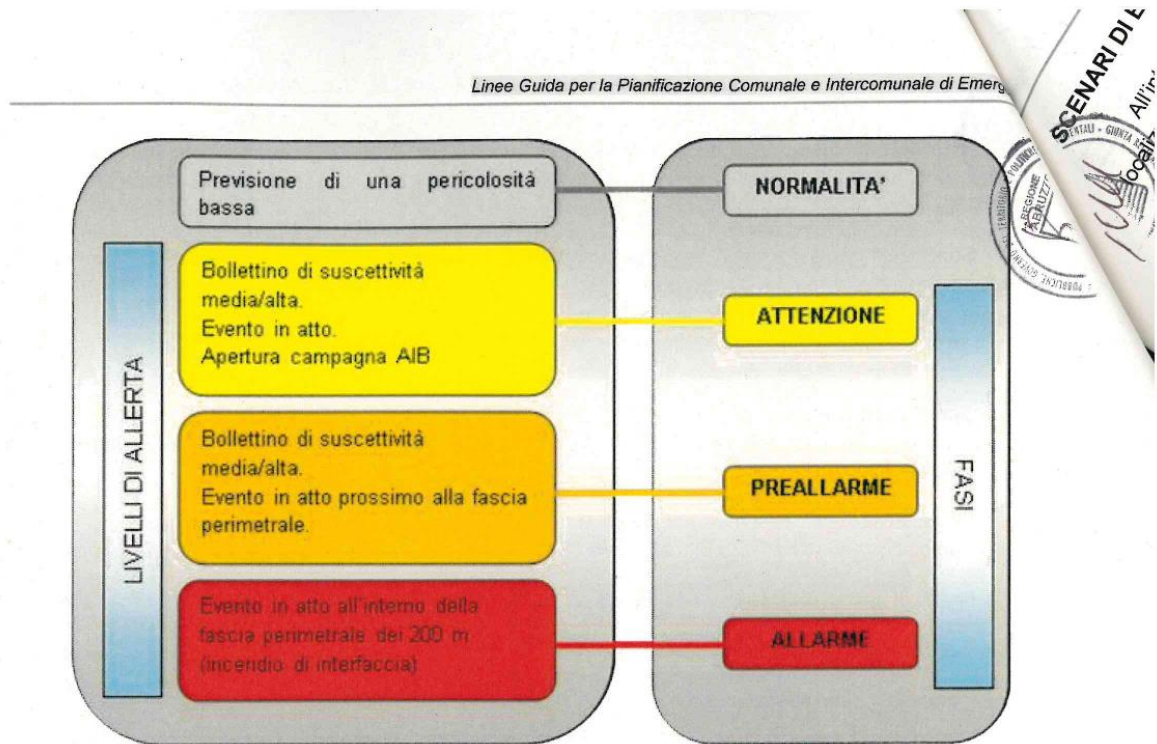 Linee Guida per la Pianificazione Comunale e Intercomunale di Emerg
SCENARI DI E
All'in
localiz
REGIONE
ABRUZZO
LIVELLI DI ALLERTA
Previsione di una pericolosità
bassa
NORMALITA'
Bollettino di suscettività
media/alta.
Evento in atto.
Apertura campagna AIB
ATTENZIONE
Bollettino di suscettività
media/alta.
Evento in atto prossimo alla fascia
perimetrale.
PREALLARME
Evento in atto all'interno della
fascia perimetrale dei 200 m
(incendio di interfaccia)
ALLARME
FASI